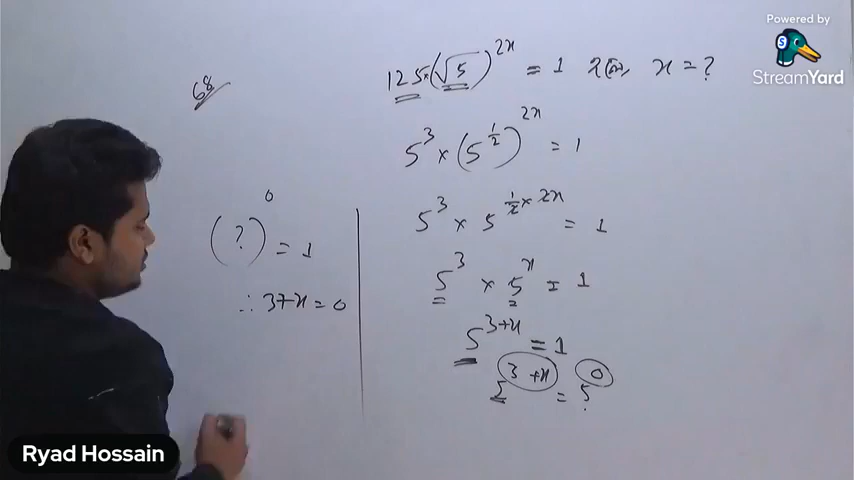 Powered by
StreamYard
68
125×(√5)^2x = 1 হলে, x = ?
5^3 × (5^1/2)^2x = 1
5^3 × 5^1/2 × 2x = 1
5^3 × 5^x = 1
5^3+x = 1
5^3+x = 5^0
(?)^0 = 1
∴ 3+x = 0
Ryad Hossain